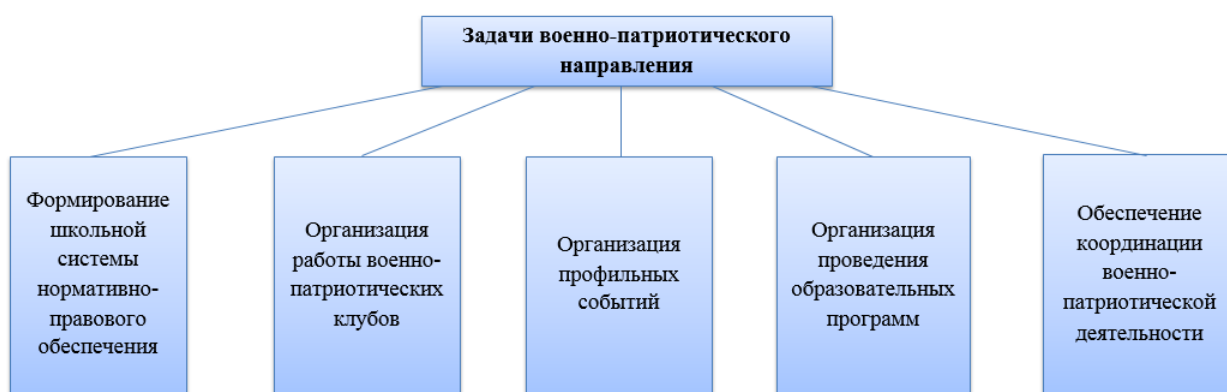 Задачи военно-патриотического
направления
Формирование
школьной
системы
нормативно-
правового
обеспечения
Организация
работы военно-
патриотических
клубов
Организация
профильных
событий
Организация
проведения
образовательных
программ
Обеспечение
координации
военно-
патриотической
деятельности